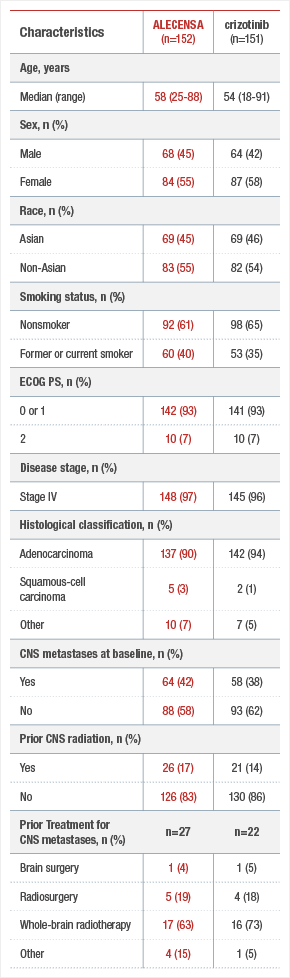 Characteristics ALECENSA crizotinib
(n=152) (n=151)
Age, years
Median (range) 58 (25-88) 54 (18-91)
Sex, n (%)
Male 68 (45) 64 (42)
Female 84 (55) 87 (58)
Race, n (%)
Asian 69 (45) 69 (46)
Non-Asian 83 (55) 82 (54)
Smoking status, n (%)
Nonsmoker 92 (61) 98 (65)
Former or current smoker 60 (40) 53 (35)
ECOG PS, n (%)
0 or 1 142 (93) 141 (93)
2 10 (7) 10 (7)
Disease stage, n (%)
Stage IV 148 (97) 145 (96)
Histological classification, n (%)
Adenocarcinoma 137 (90) 142 (94)
Squamous-cell
carcinoma 5 (3) 2 (1)
Other 10 (7) 7 (5)
CNS metastases at baseline, n (%)
Yes 64 (42) 58 (38)
No 88 (58) 93 (62)
Prior CNS radiation, n (%)
Yes 26 (17) 21 (14)
No 126 (83) 130 (86)
Prior Treatment for
CNS metastases, n (%) n=27 n=22
Brain surgery 1 (4) 1 (5)
Radiosurgery 5 (19) 4 (18)
Whole-brain radiotherapy 17 (63) 16 (73)
Other 4 (15) 1 (5)